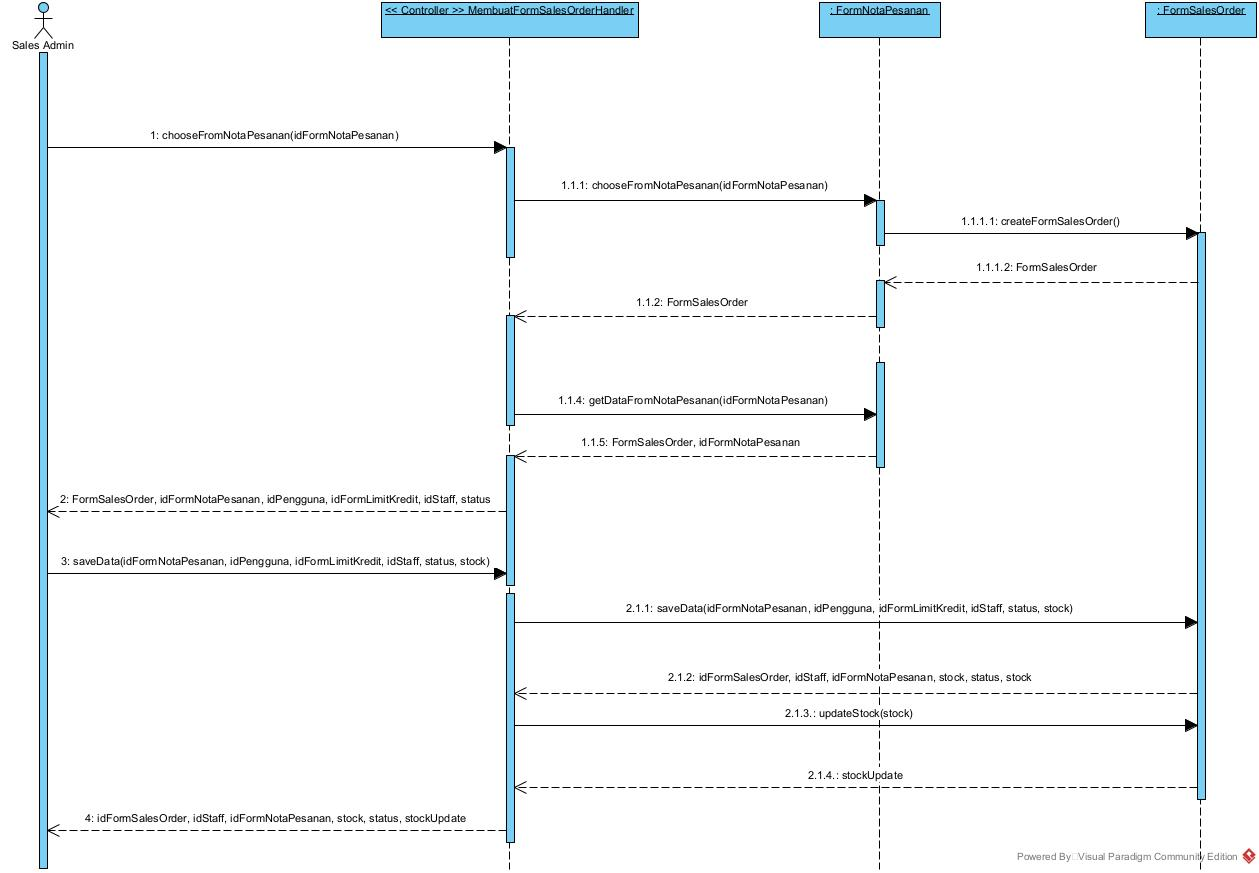 << Controller >> MembuatFormSalesOrderHandler
: FormNotaPesanan
: FormSalesOrder
Sales Admin
1: chooseFromNotaPesanan(idFormNotaPesanan)
1.1.1: chooseFromNotaPesanan(idFormNotaPesanan)
1.1.1.1: createFormSalesOrder()
1.1.1.2: FormSalesOrder
1.1.2: FormSalesOrder
1.1.4: getDataFromNotaPesanan(idFormNotaPesanan)
1.1.5: FormSalesOrder, idFormNotaPesanan
2: FormSalesOrder, idFormNotaPesanan, idPengguna, idFormLimitKredit, idStaff, status
3: saveData(idFormNotaPesanan, idPengguna, idFormLimitKredit, idStaff, status, stock)
2.1.1: saveData(idFormNotaPesanan, idPengguna, idFormLimitKredit, idStaff, status, stock)
2.1.2: idFormSalesOrder, idStaff, idFormNotaPesanan, stock, status, stock
2.1.3.: updateStock(stock)
2.1.4.: stockUpdate
4: idFormSalesOrder, idStaff, idFormNotaPesanan, stock, status, stockUpdate
Powered By Visual Paradigm Community Edition